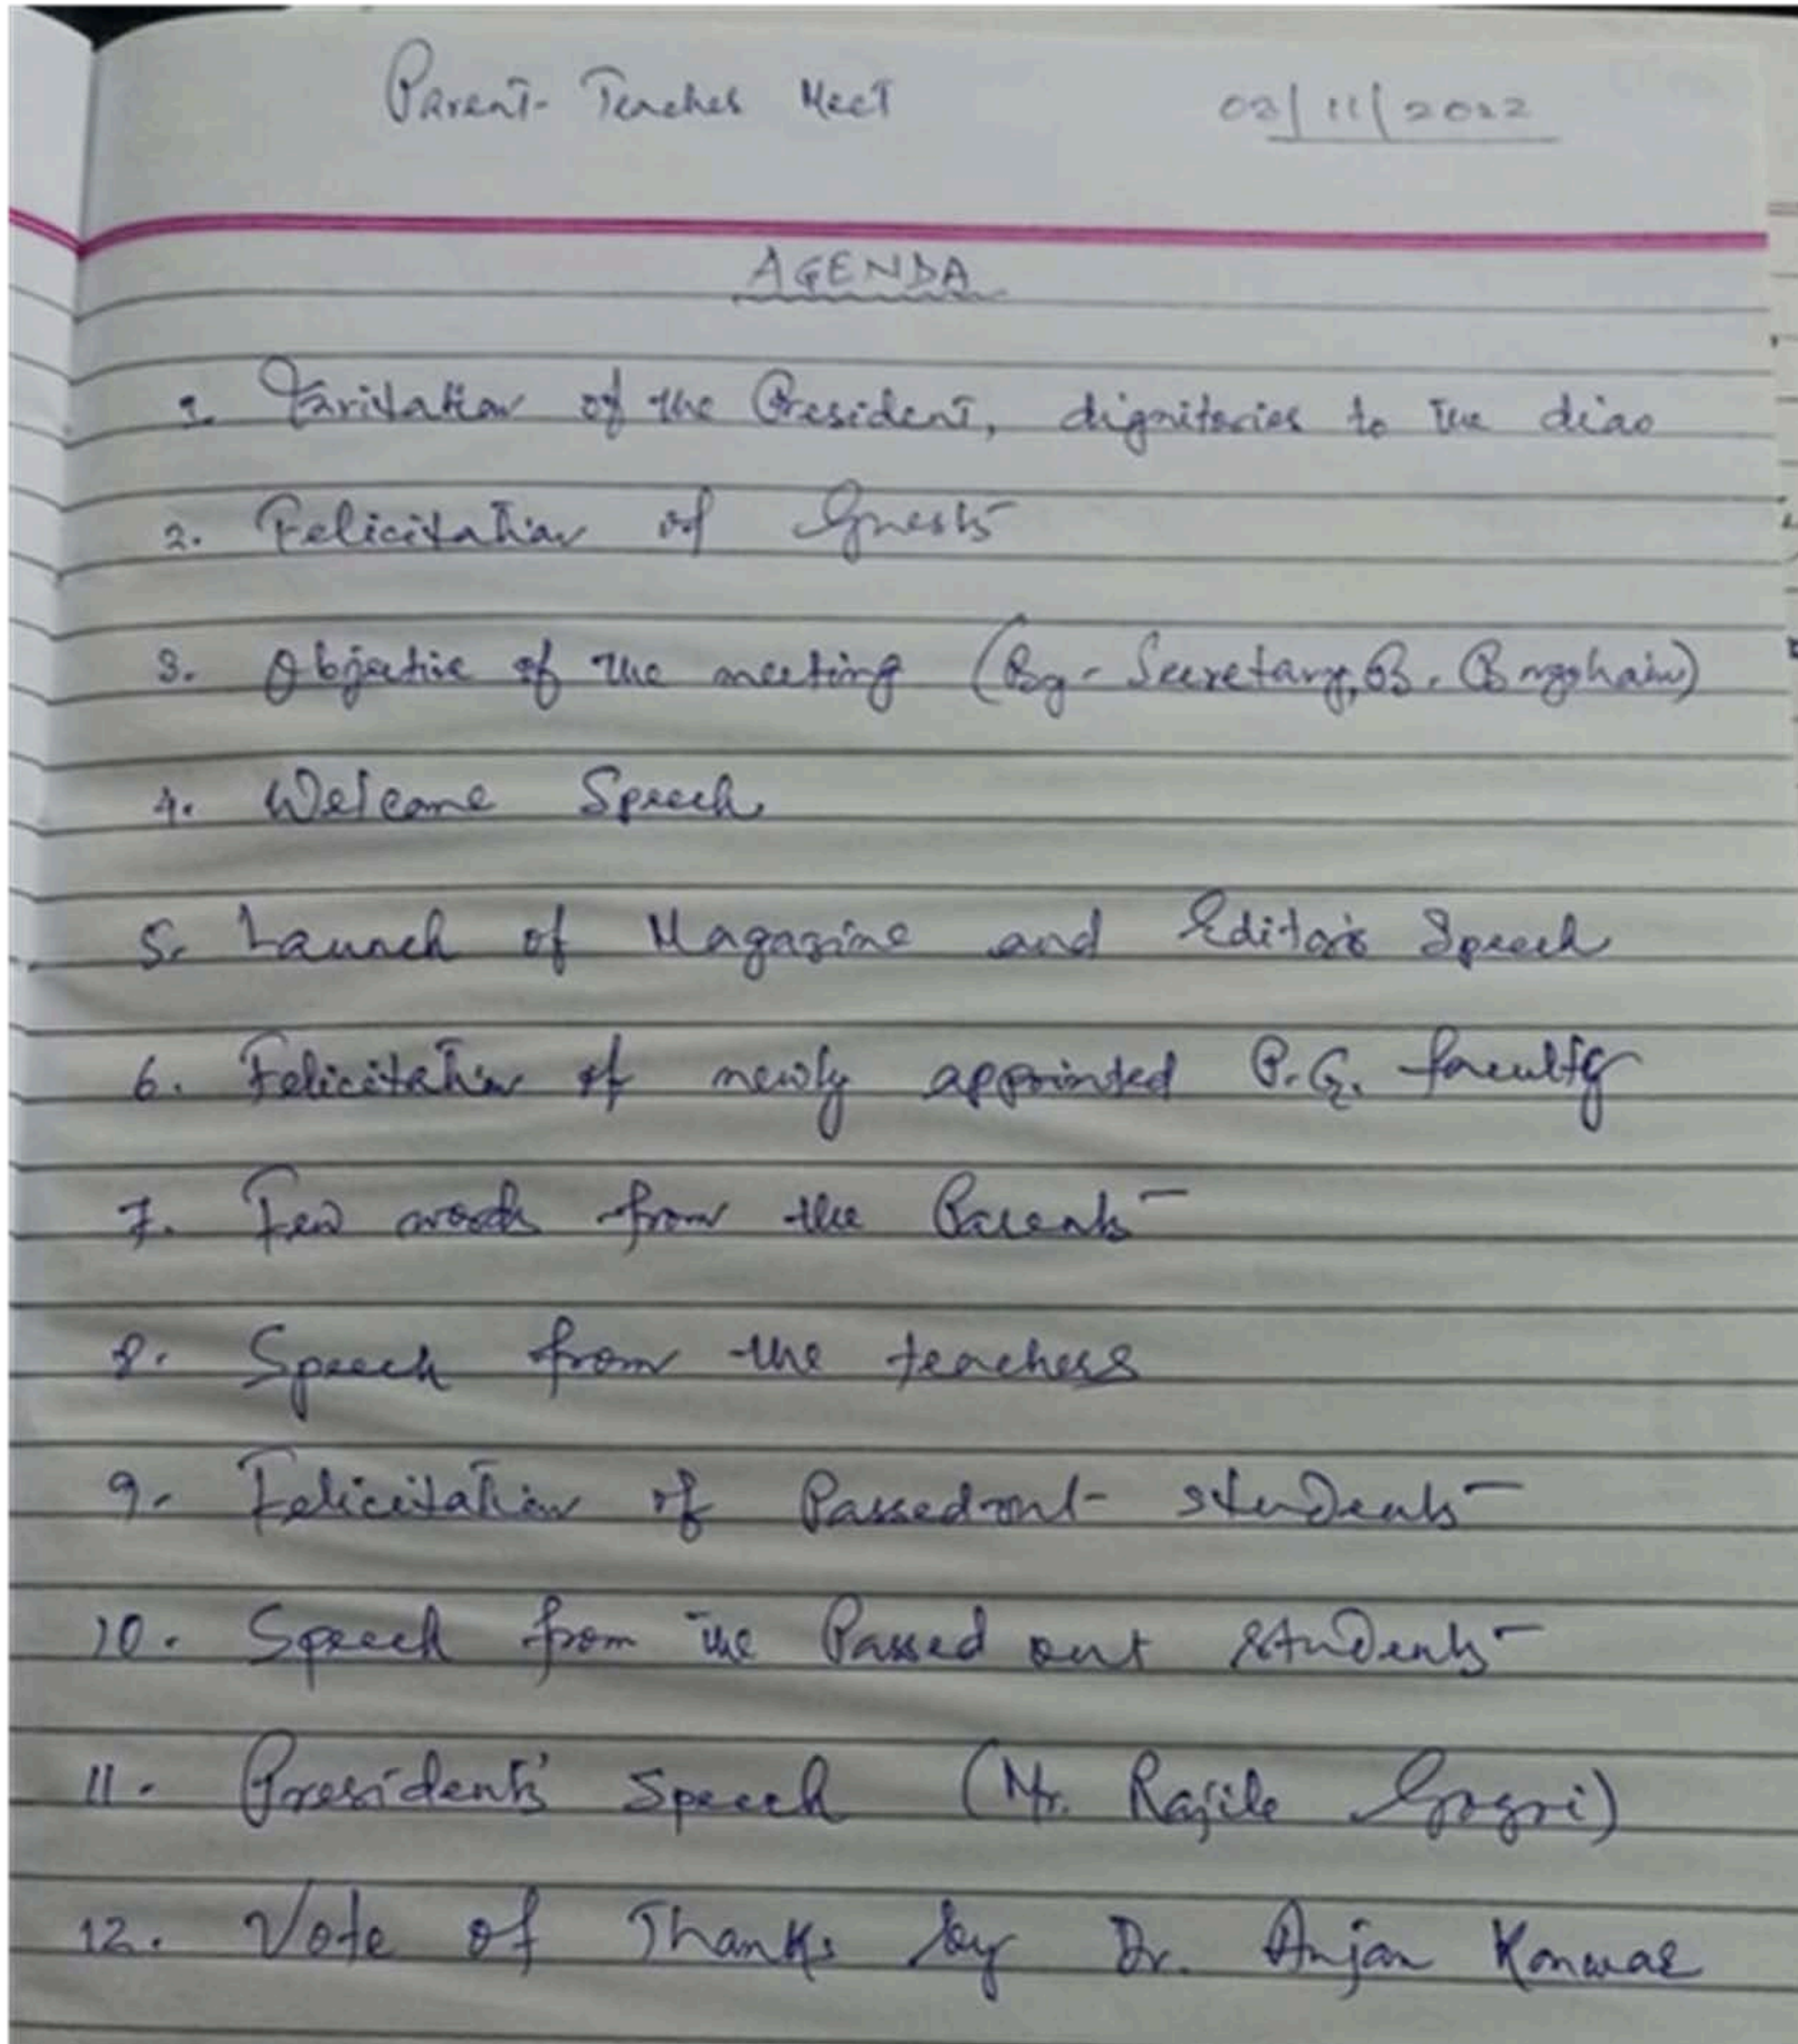 Parent-Teacher Meet 03/11/2022
AGENDA
1. Invitation of the President, dignitaries to the dias
2. Felicitation of Guests
3. Objective of the meeting (By- Secretary, B.
4. Welcome Speech
5. Launch of Magazine and Editor's Speech
6. Felicitation of newly appointed P.G. faculty
7. Few words from the Parents
8. Speech from the teachers
9. Felicitation of Passed out students
10. Speech from the Passed out students
11. President's Speech (Mr. Gogoi)
12. Vote of Thanks by Dr. Anjan Konwar